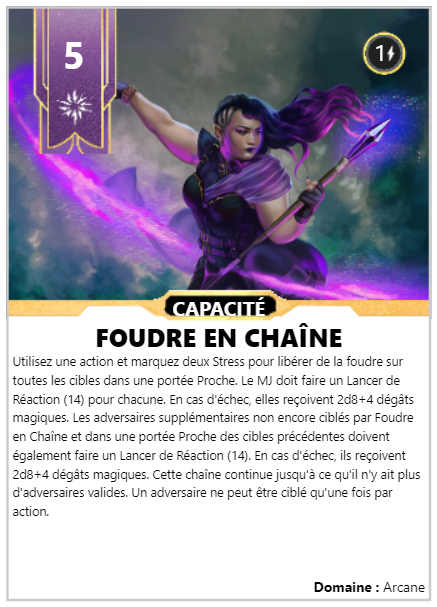 5
1
CAPACITÉ
FOUDRE EN CHAÎNE
Utilisez une action et marquez deux Stress pour libérer de la foudre sur
toutes les cibles dans une portée Proche. Le MJ doit faire un Lancer de
Réaction (14) pour chacune. En cas d'échec, elles reçoivent 2d8+4 dégâts
magiques. Les adversaires supplémentaires non encore ciblés par Foudre
en Chaîne et dans une portée Proche des cibles précédentes doivent
également faire un Lancer de Réaction (14). En cas d'échec, ils reçoivent
2d8+4 dégâts magiques. Cette chaîne continue jusqu'à ce qu'il n'y ait plus
d'adversaires valides. Un adversaire ne peut être ciblé qu'une fois par
action.
Domaine : Arcane